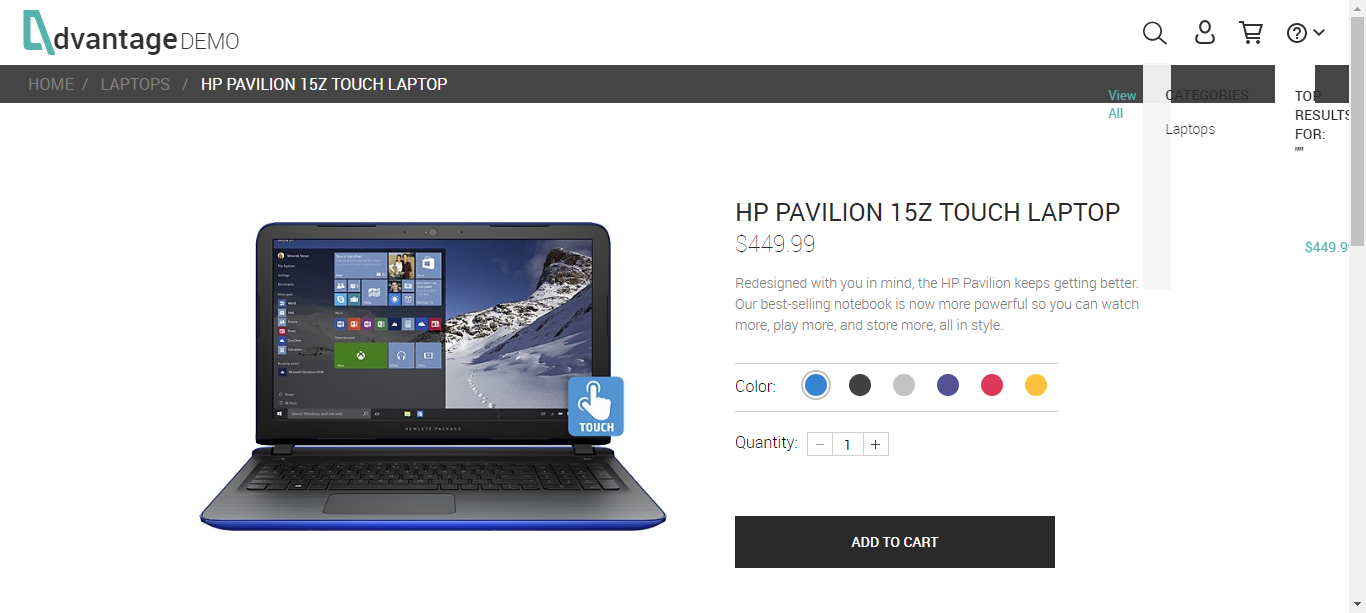 dvantage DEMO
HOME / LAPTOPS / HP PAVILION 15Z TOUCH LAPTOP
View
All
CATEGORIES
Laptops
TOP
RESULTS
FOR:
""
HP PAVILION 15Z TOUCH LAPTOP
$449.99
$449.9
Redesigned with you in mind, the HP Pavilion keeps getting better.
Our best-selling notebook is now more powerful so you can watch
more, play more, and store more, all in style.
Color:
Quantity: − 1 +
ADD TO CART
TOUCH
HEWLETT-PACKARD